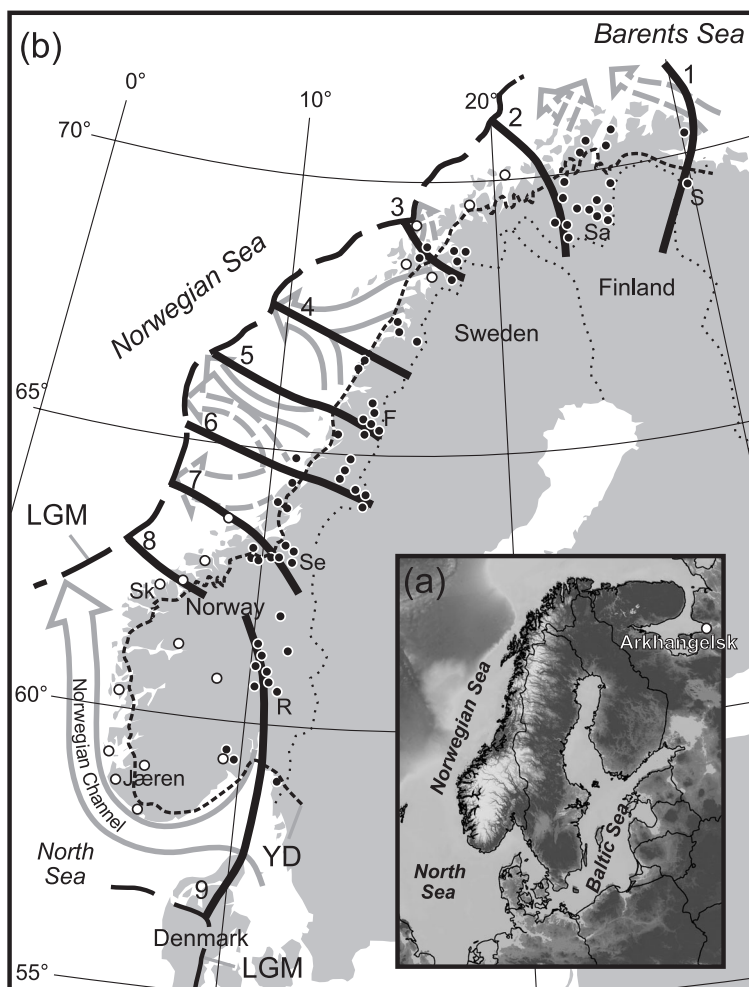 (b)
Barents Sea
0°
10°
20°
70°
1
2
3
S
Sa
Finland
Norwegian Sea
Sweden
4
5
65°
6
F
7
LGM
8
Se
Sk
Norway
(a)
Arkhangelsk
Norwegian Sea
Baltic Sea
North
Sea
60°
R
Norwegian Channel
Jæren
North
Sea
YD
9
Denmark
LGM
55°